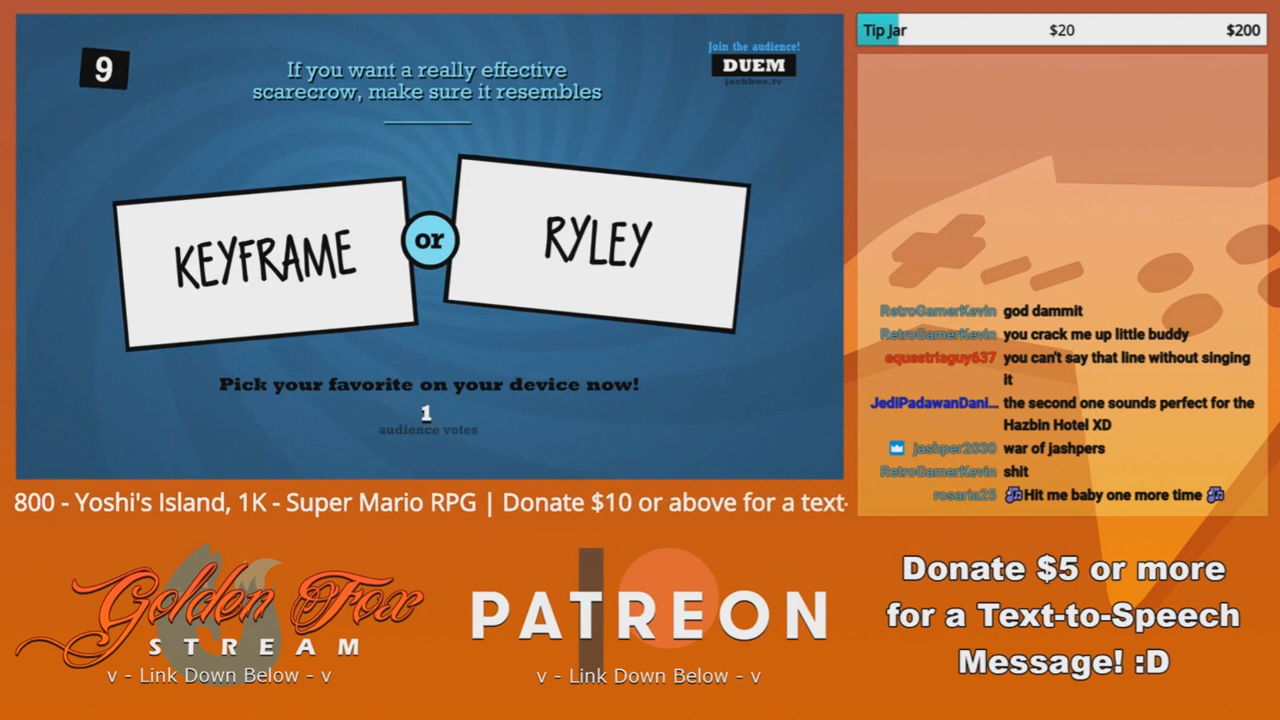 9
If you want a really effective
scarecrow, make sure it resembles
Join the audience!
DUEM
jackbox.tv
KEYFRAME
or
RYLEY
Pick your favorite on your device now!
1
audience votes
Tip Jar $20 $200
RetroGamerKevin god dammit
RetroGamerKevin you crack me up little buddy
equestriaguy637 you can't say that line without singing
it
JediPadawanDani... the second one sounds perfect for the
Hazbin Hotel XD
jashper2030 war of jashpers
RetroGamerKevin shit
rosaria25 🎶Hit me baby one more time 🎶
800 - Yoshi's Island, 1K - Super Mario RPG | Donate $10 or above for a text-
Golden Fox
STREAM
v - Link Down Below - v
PATREON
v - Link Down Below - v
Donate $5 or more
for a Text-to-Speech
Message! :D